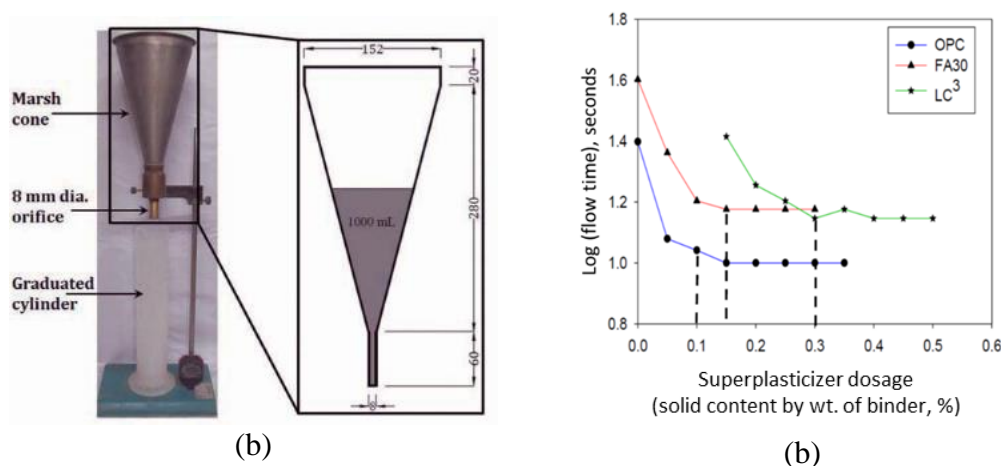 Marsh
cone
8 mm dia.
orifice
Graduated
cylinder
152
20
280
1000 mL
60
8
(b)
OPC
FA30
LC³
1.8
1.6
1.4
1.2
1.0
0.8
Log (flow time), seconds
0.0 0.1 0.2 0.3 0.4 0.5 0.6
Superplasticizer dosage
(solid content by wt. of binder, %)
(b)